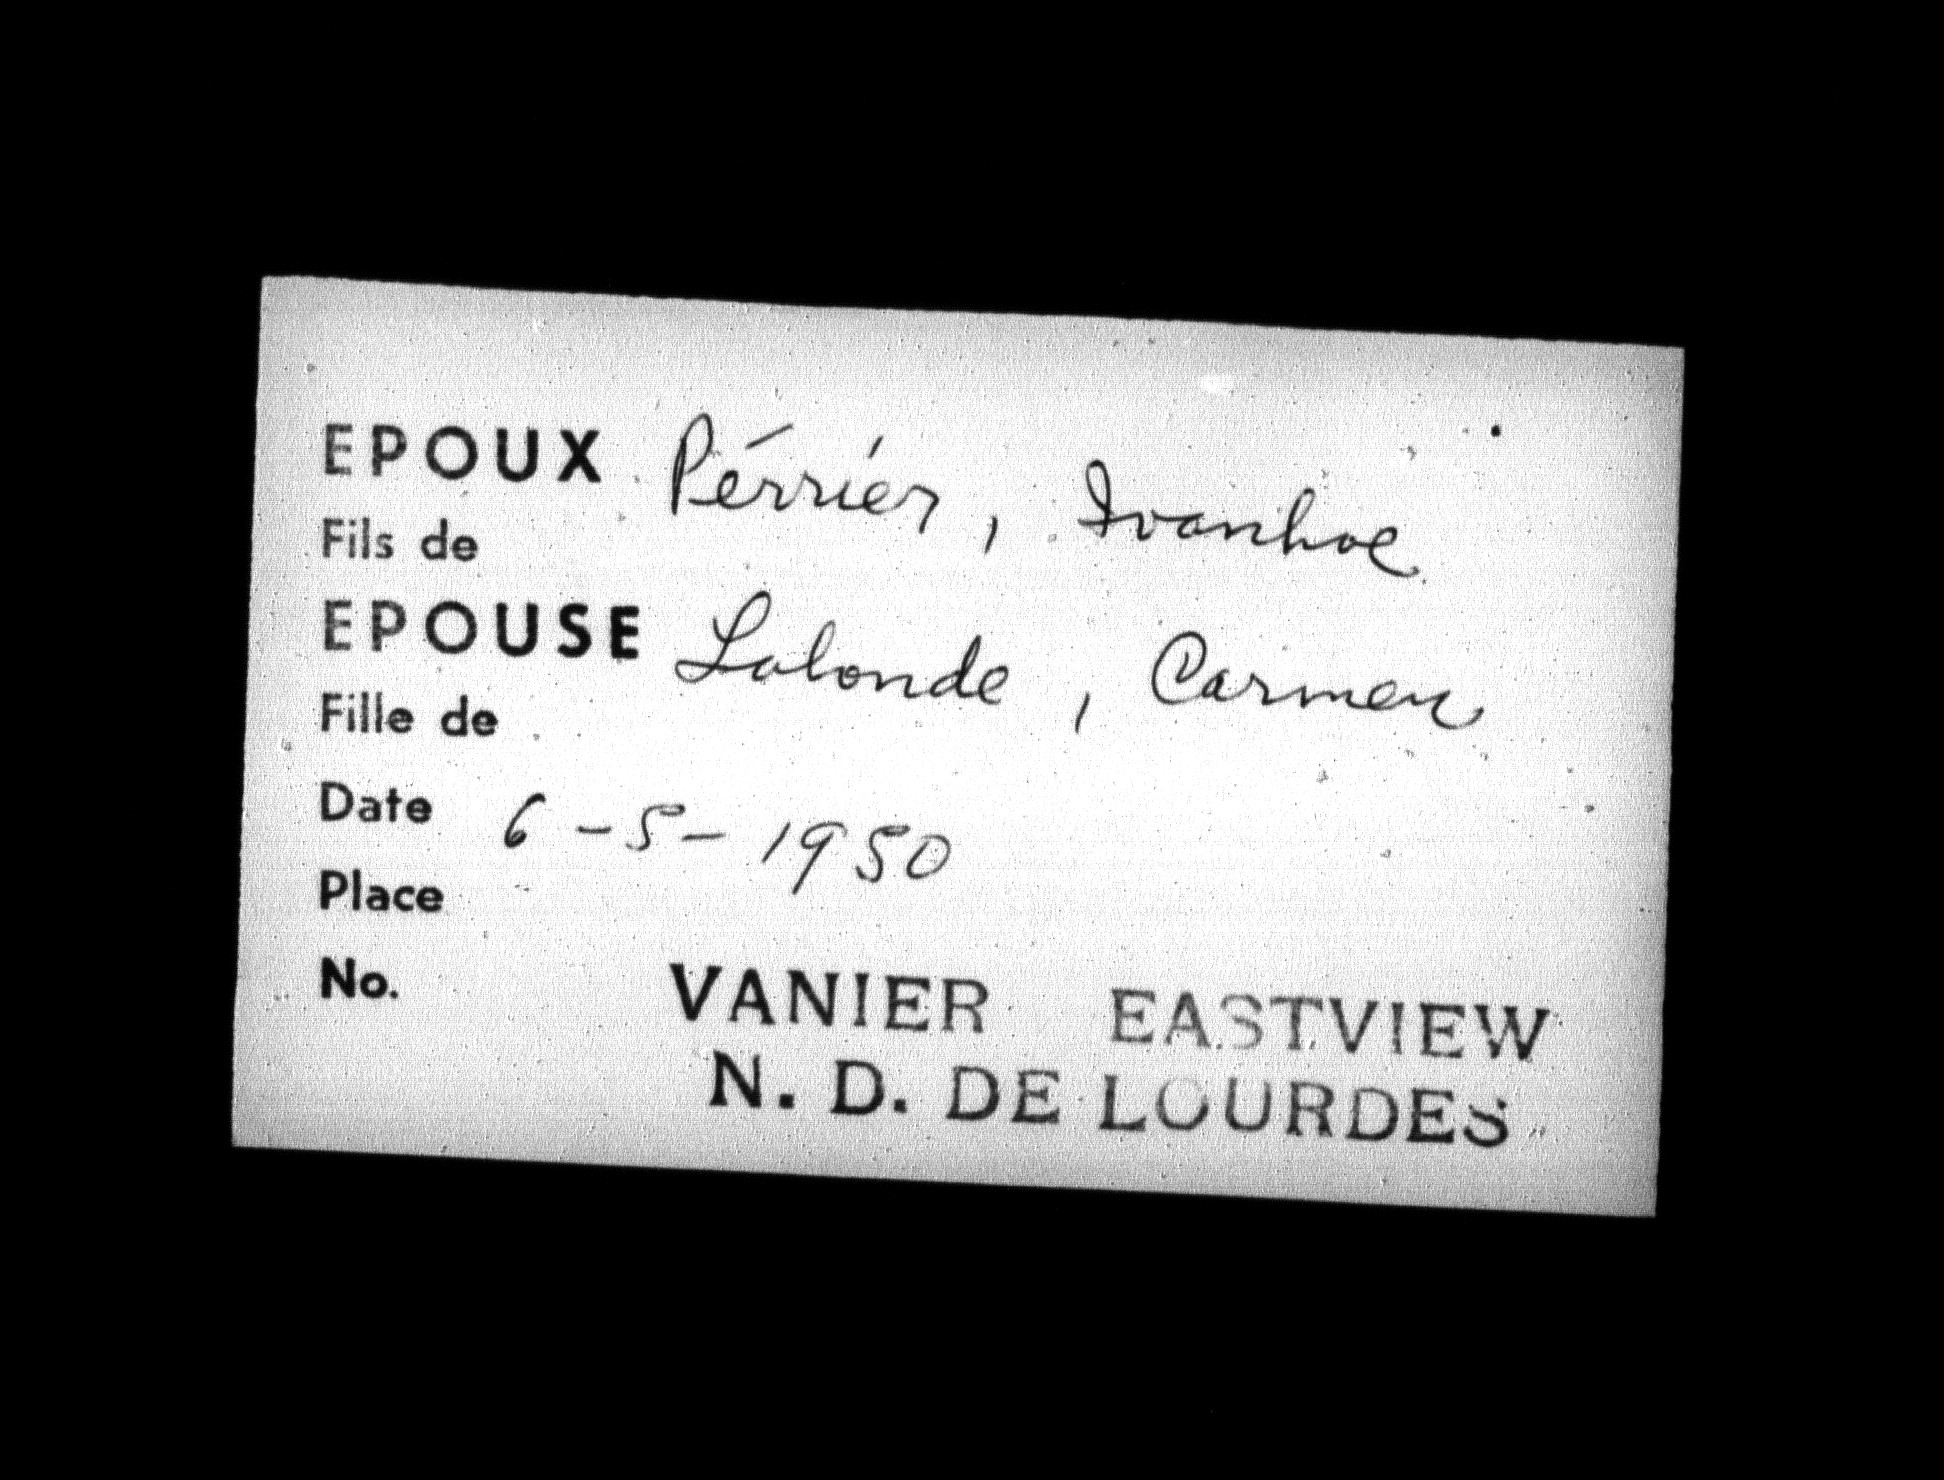 EPOUX Pérriér, Ivanhoe
Fils de
EPOUSE Lalonde, Carmen
Fille de
Date 6-5-1950
Place
No.
VANIER EASTVIEW
N. D. DE LOURDES